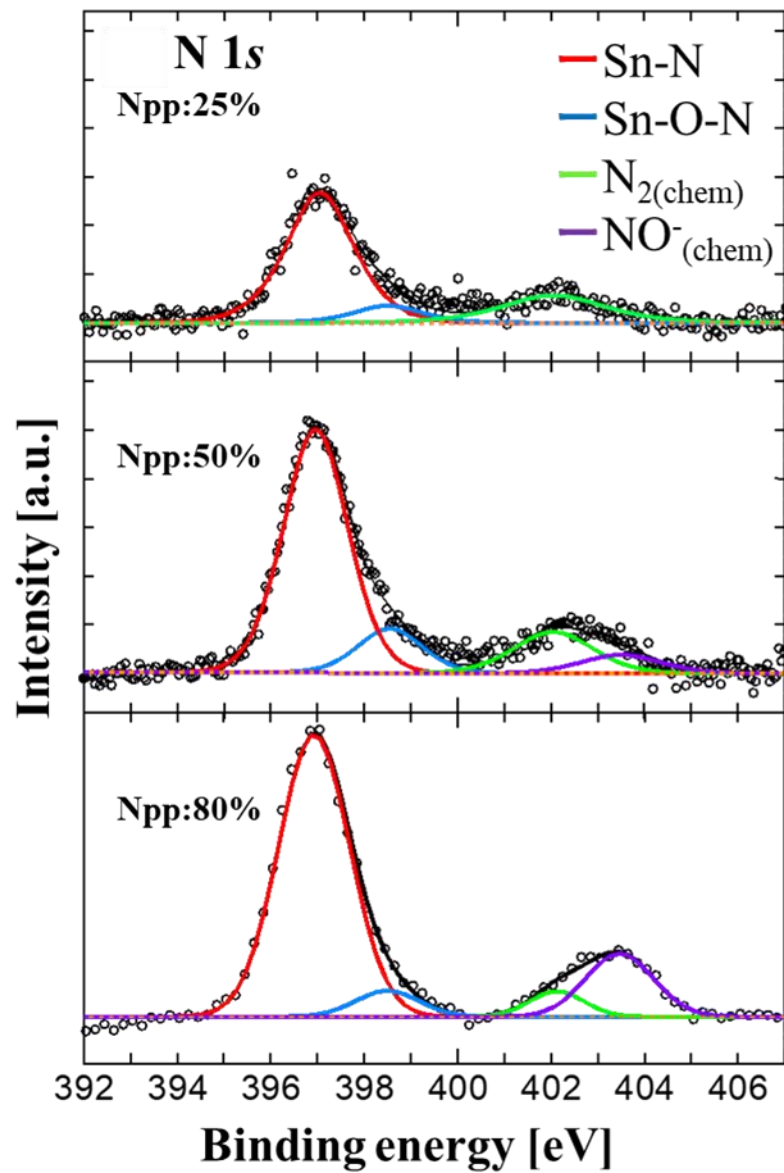 N 1s
Npp:25%
Sn-N
Sn-O-N
N2(chem)
NO-(chem)
Npp:50%
Npp:80%
Intensity [a.u.]
392 394 396 398 400 402 404 406
Binding energy [eV]